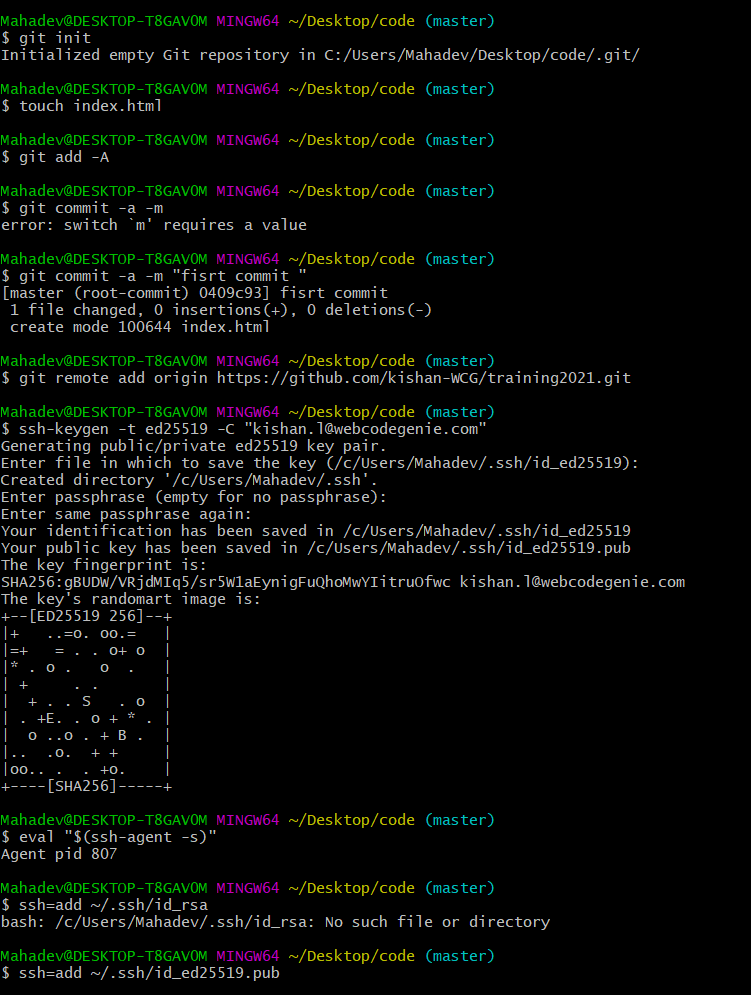 Mahadev@DESKTOP-T8GAV0M MINGW64 ~/Desktop/code (master)
$ git init
Initialized empty Git repository in C:/Users/Mahadev/Desktop/code/.git/
Mahadev@DESKTOP-T8GAV0M MINGW64 ~/Desktop/code (master)
$ touch index.html
Mahadev@DESKTOP-T8GAV0M MINGW64 ~/Desktop/code (master)
$ git add -A
Mahadev@DESKTOP-T8GAV0M MINGW64 ~/Desktop/code (master)
$ git commit -a -m
error: switch `m' requires a value
Mahadev@DESKTOP-T8GAV0M MINGW64 ~/Desktop/code (master)
$ git commit -a -m "fisrt commit "
[master (root-commit) 0409c93] fisrt commit
 1 file changed, 0 insertions(+), 0 deletions(-)
 create mode 100644 index.html
Mahadev@DESKTOP-T8GAV0M MINGW64 ~/Desktop/code (master)
$ git remote add origin https://github.com/kishan-WCG/training2021.git
Mahadev@DESKTOP-T8GAV0M MINGW64 ~/Desktop/code (master)
$ ssh-keygen -t ed25519 -C "kishan.l@webcodegenie.com"
Generating public/private ed25519 key pair.
Enter file in which to save the key (/c/Users/Mahadev/.ssh/id_ed25519):
Created directory '/c/Users/Mahadev/.ssh'.
Enter passphrase (empty for no passphrase):
Enter same passphrase again:
Your identification has been saved in /c/Users/Mahadev/.ssh/id_ed25519
Your public key has been saved in /c/Users/Mahadev/.ssh/id_ed25519.pub
The key fingerprint is:
SHA256:gBUDW/VRjdMIq5/sr5W1aEynigFuQhoMwYIitruOfwc kishan.l@webcodegenie.com
The key's randomart image is:
+--[ED25519 256]--+
|+   ..=o. oo.=   |
|=+   = . . o+ o  |
|* . o .   o  .   |
| +     . .       |
|  + . . S   . o  |
| . +E. . o + * . |
|  o ..o . + B .  |
|..  .o.  + +     |
|oo.. .  . +o.    |
+----[SHA256]-----+
Mahadev@DESKTOP-T8GAV0M MINGW64 ~/Desktop/code (master)
$ eval "$(ssh-agent -s)"
Agent pid 807
Mahadev@DESKTOP-T8GAV0M MINGW64 ~/Desktop/code (master)
$ ssh=add ~/.ssh/id_rsa
bash: /c/Users/Mahadev/.ssh/id_rsa: No such file or directory
Mahadev@DESKTOP-T8GAV0M MINGW64 ~/Desktop/code (master)
$ ssh=add ~/.ssh/id_ed25519.pub